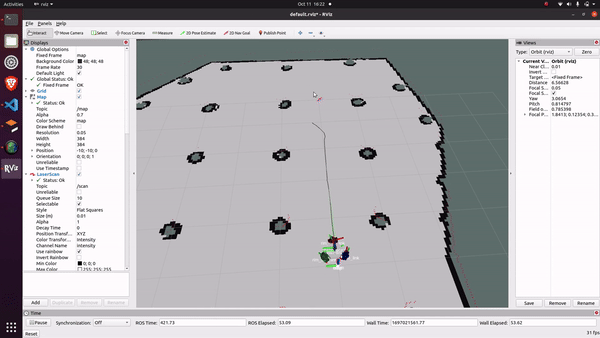 Activities
rviz
Oct 11 16:22
default.rviz* - RViz
File Panels Help
Interact Move Camera Select Focus Camera Measure 2D Pose Estimate 2D Nav Goal Publish Point
Displays
Global Options
Fixed Frame map
Background Color 48; 48; 48
Frame Rate 30
Default Light
Global Status: Ok
Fixed Frame OK
Grid
Map
Status: Ok
Topic /map
Alpha 0.7
Color Scheme map
Draw Behind
Resolution 0.05
Width 384
Height 384
Position -10; -10; 0
Orientation 0; 0; 0; 1
Unreliable
Use Timestamp
LaserScan
Status: Ok
Topic /scan
Unreliable
Queue Size 10
Selectable
Style Flat Squares
Size (m) 0.01
Alpha 1
Decay Time 0
Position Transf... XYZ
Color Transfor... Intensity
Channel Name intensity
Use rainbow
Invert Rainbow
Min Color 0; 0; 0
Max Color 255; 255; 255
Add Duplicate Remove Rename
Views
Type: Orbit (rviz) Zero
Current V... Orbit (rviz)
Near Cl... 0.01
Invert ...
Target ... <Fixed Frame>
Distance 6.56628
Focal S... 0.05
Focal S...
Yaw 3.0654
Pitch 0.814797
Field o... 0.785398
Focal P... 1.8413; 0.12354; 0.3...
Save Remove Rename
Time
Pause Synchronization: Off ROS Time: 421.73 ROS Elapsed: 53.09 Wall Time: 1697021561.77 Wall Elapsed: 53.62
Reset 31 fps
RViz